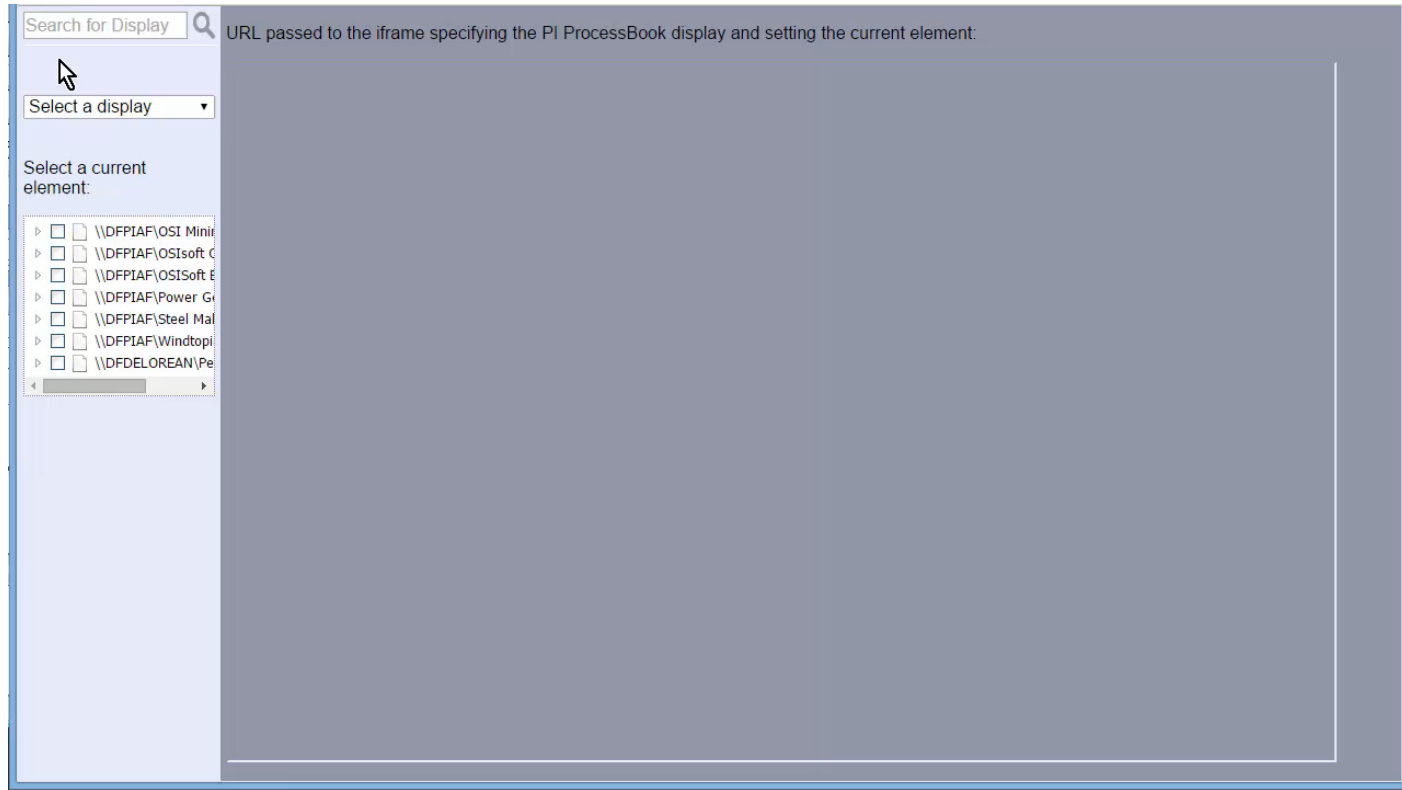 Search for Display
URL passed to the iframe specifying the PI ProcessBook display and setting the current element:
Select a display
Select a current
element:
\\DFPIAF\OSI Minin
\\DFPIAF\OSIsoft
\\DFPIAF\OSISoft
\\DFPIAF\Power Ge
\\DFPIAF\Steel Mak
\\DFPIAF\Windtopi
\\DFDELOREAN\Pe